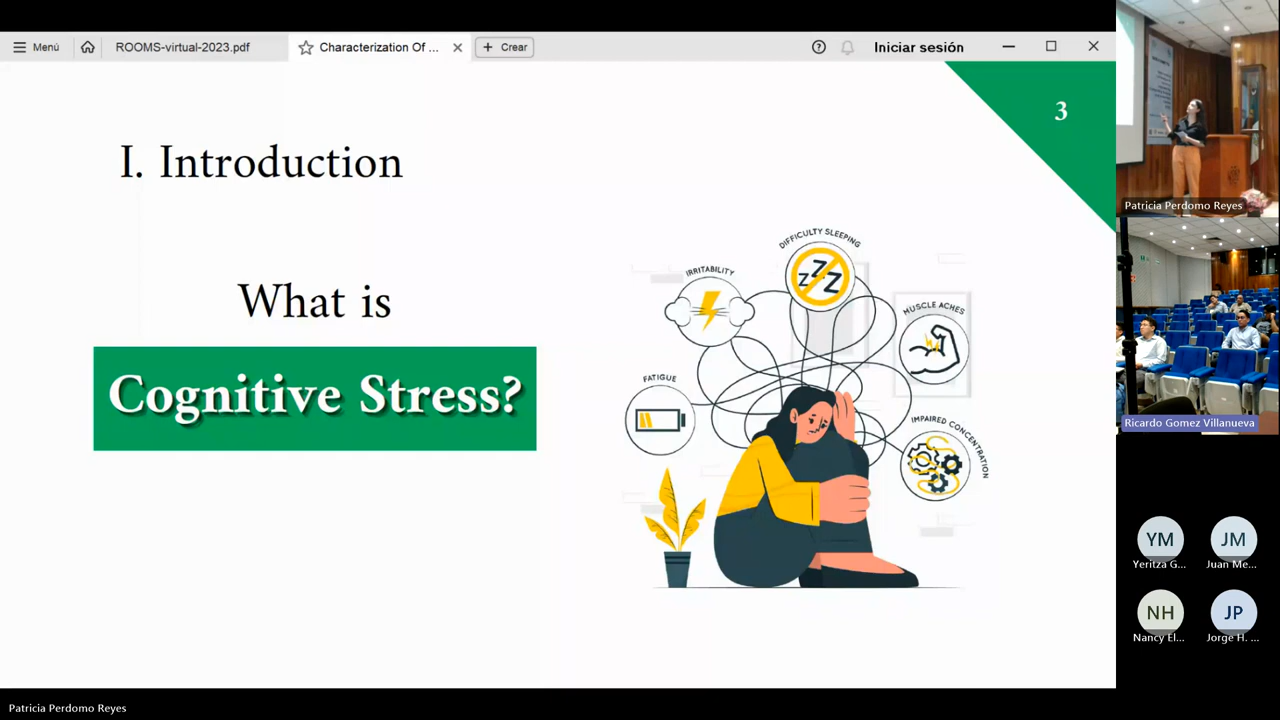 Menú
ROOMS-virtual-2023.pdf
Characterization Of ...
Crear
Iniciar sesión
3
I. Introduction
What is
Cognitive Stress?
DIFFICULTY SLEEPING
IRRITABILITY
ZZZ
MUSCLE ACHES
FATIGUE
IMPAIRED CONCENTRATION
Patricia Perdomo Reyes
Ricardo Gomez Villanueva
YM
JM
Yeritza G...
Juan Me...
NH
JP
Nancy El...
Jorge H. ...
Patricia Perdomo Reyes